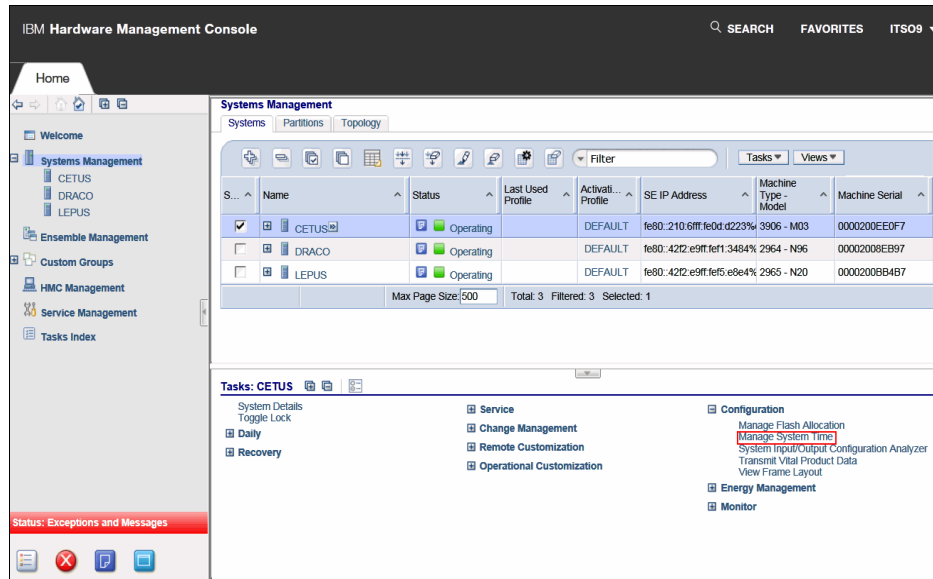 IBM Hardware Management Console
SEARCH FAVORITES ITSO9
Home
Welcome
Systems Management
CETUS
DRACO
LEPUS
Ensemble Management
Custom Groups
HMC Management
Service Management
Tasks Index
Status: Exceptions and Messages
Systems Management
Systems Partitions Topology
Filter Tasks Views
S... Name Status Last Used Profile Activati... Profile SE IP Address Machine Type - Model Machine Serial
CETUS Operating DEFAULT fe80::210:6fff:fe0d:d223% 3906 - M03 0000200EE0F7
DRACO Operating DEFAULT fe80::42f2:e9ff:fef1:3484% 2964 - N96 00002008EB97
LEPUS Operating DEFAULT fe80::42f2:e9ff:fef5:e8e4% 2965 - N20 0000200BB4B7
Max Page Size: 500 Total: 3 Filtered: 3 Selected: 1
Tasks: CETUS
System Details
Toggle Lock
Daily
Recovery
Service
Change Management
Remote Customization
Operational Customization
Configuration
Manage Flash Allocation
Manage System Time
System Input/Output Configuration Analyzer
Transmit Vital Product Data
View Frame Layout
Energy Management
Monitor